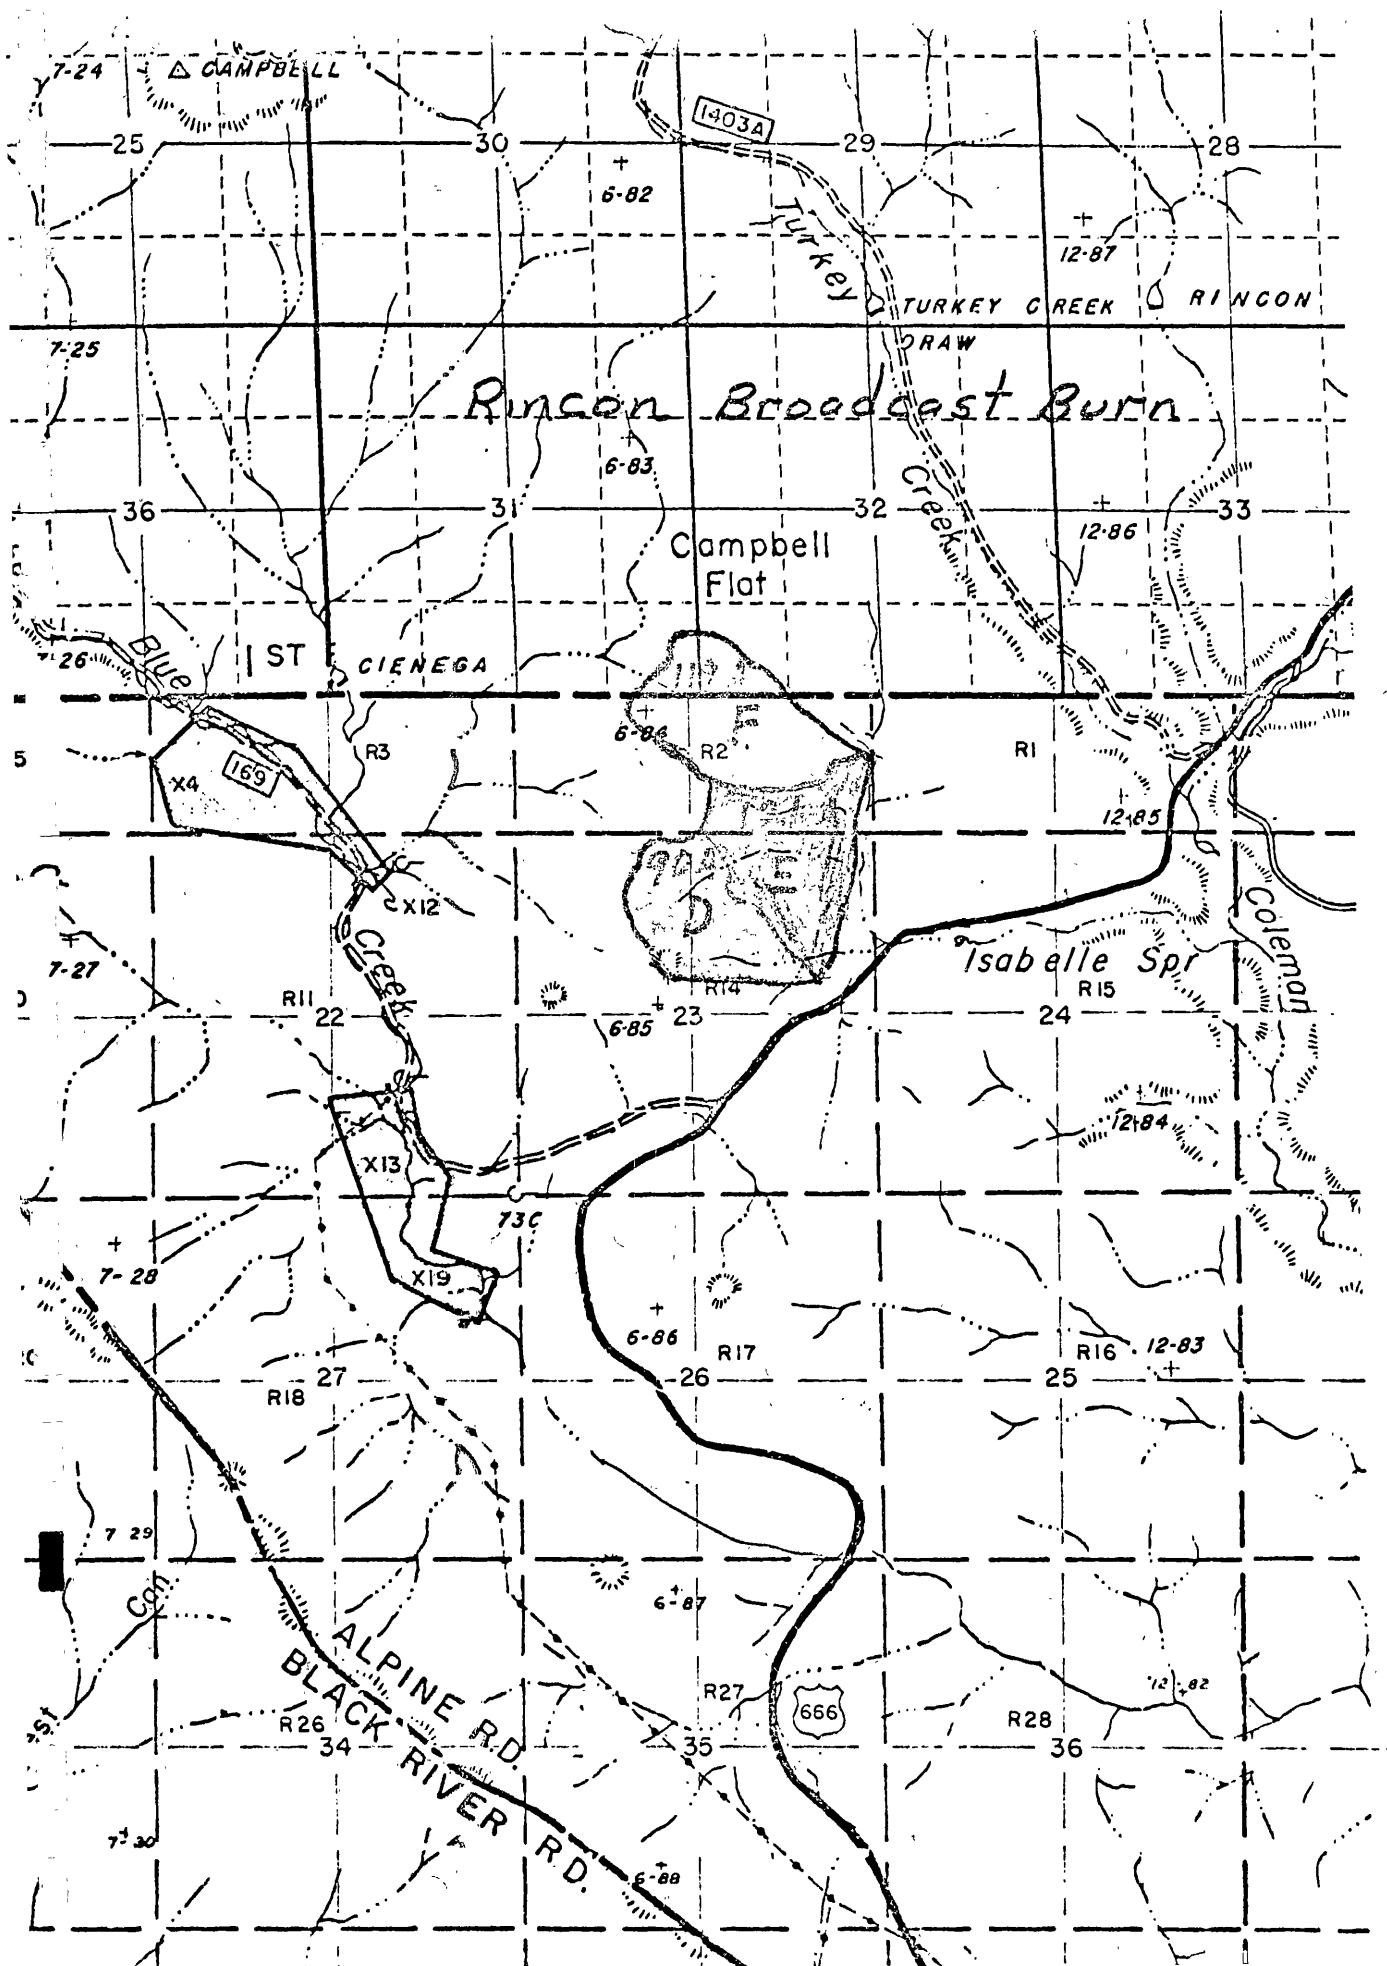 7-24 CAMPBELL
1403A
25 30 29 28
6-82
Turkey
12-87
TURKEY CREEK RINCON
DRAW
7-25
Rincon Broadcast Burn
6-83
Creek
36 31 32 33
12-86
Campbell
Flat
Blue
26
1 ST CIENEGA
F
6-84
R3 R2 R1
5
X4 169
12-85
E
D
X12
Coleman
Creek
7-27
Isabelle Spr
R11 R14 R15
22 6-85 23 24
12-84
X13
73C
7-28
X19
6-86 R17 R16 12-83
R18 27 26 25
7 29
Con
6-87
ALPINE RD.
BLACK RIVER RD.
R27 666 12-82
R26 R28
34 35 36
7-30
6-88